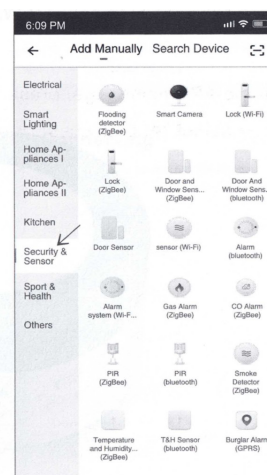 6:09 PM
Add Manually Search Device
Electrical
Smart
Lighting
Home Ap-
pliances I
Home Ap-
pliances II
Kitchen
Security &
Sensor
Sport &
Health
Others
Flooding
detector
(ZigBee)
Smart Camera
Lock (Wi-Fi)
Lock
(ZigBee)
Door and
Window Sens...
(ZigBee)
Door And
Window Sens.
(bluetooth)
Door Sensor
sensor (Wi-Fi)
Alarm
(bluetooth)
Alarm
system (Wi-F...
Gas Alarm
(ZigBee)
CO Alarm
(ZigBee)
PIR
(ZigBee)
PIR
(bluetooth)
Smoke
Detector
(ZigBee)
Temperature
and Humidity...
(ZigBee)
T&H Sensor
(bluetooth)
Burglar Alarm
(GPRS)